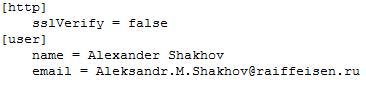 [http]
    sslVerify = false
[user]
    name = Alexander Shakhov
    email = Aleksandr.M.Shakhov@raiffeisen.ru